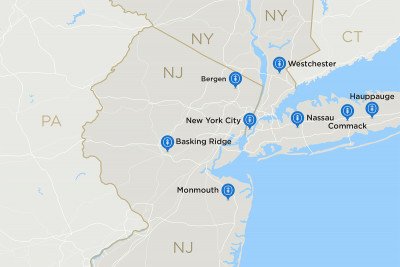 NY
NY
CT
Westchester
NJ
Bergen
Hauppauge
PA
New York City
Nassau
Commack
Basking Ridge
Monmouth
NJ